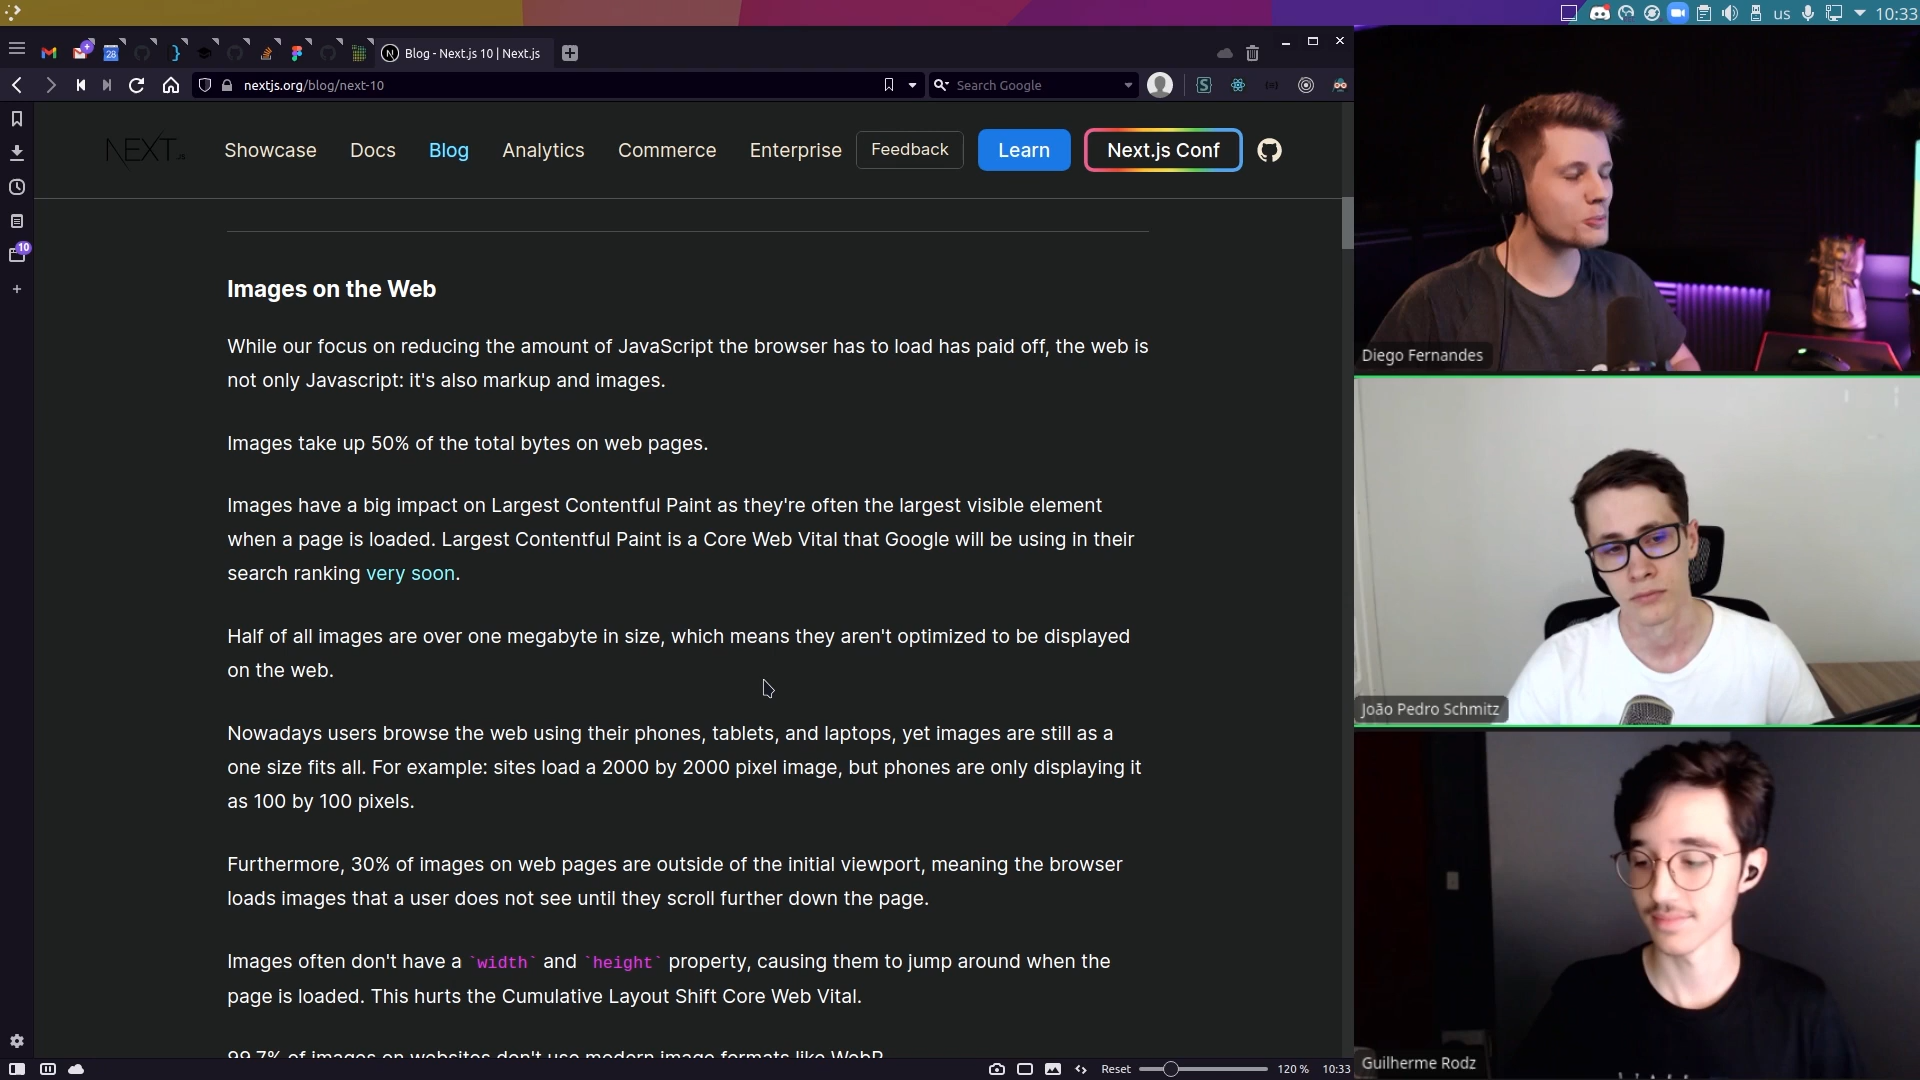 us
10:33
28
Blog - Next.js 10 | Next.js
nextjs.org/blog/next-10
Search Google
NEXT.JS
Showcase
Docs
Blog
Analytics
Commerce
Enterprise
Feedback
Learn
Next.js Conf
10
Images on the Web
While our focus on reducing the amount of JavaScript the browser has to load has paid off, the web is
not only Javascript: it's also markup and images.
Images take up 50% of the total bytes on web pages.
Images have a big impact on Largest Contentful Paint as they're often the largest visible element
when a page is loaded. Largest Contentful Paint is a Core Web Vital that Google will be using in their
search ranking very soon.
Half of all images are over one megabyte in size, which means they aren't optimized to be displayed
on the web.
Nowadays users browse the web using their phones, tablets, and laptops, yet images are still as a
one size fits all. For example: sites load a 2000 by 2000 pixel image, but phones are only displaying it
as 100 by 100 pixels.
Furthermore, 30% of images on web pages are outside of the initial viewport, meaning the browser
loads images that a user does not see until they scroll further down the page.
Images often don't have a `width` and `height` property, causing them to jump around when the
page is loaded. This hurts the Cumulative Layout Shift Core Web Vital.
99.7% of images on websites don't use modern image formats like WebP.
Reset
120 %
10:33
Diego Fernandes
João Pedro Schmitz
Guilherme Rodz